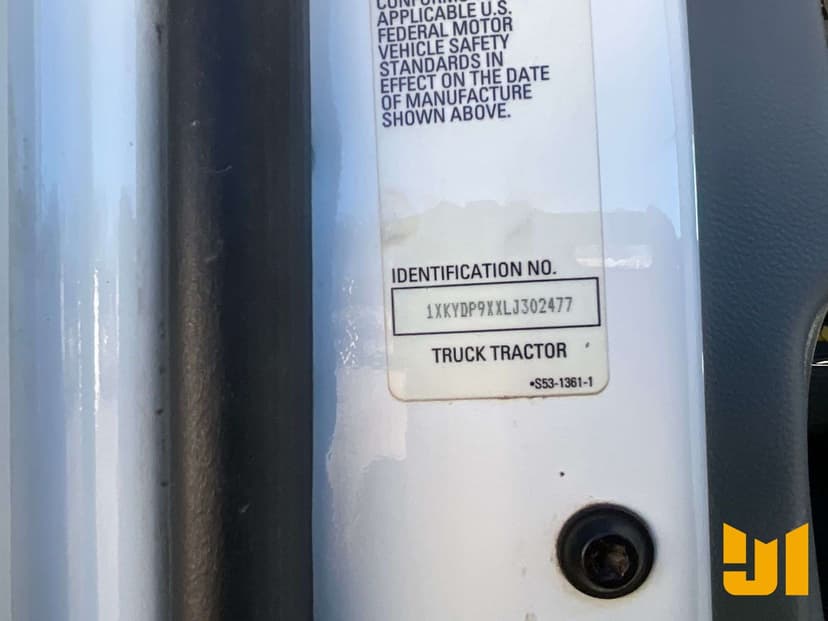 APPLICABLE U.S.
FEDERAL MOTOR
VEHICLE SAFETY
STANDARDS IN
EFFECT ON THE DATE
OF MANUFACTURE
SHOWN ABOVE.
IDENTIFICATION NO.
1XKYDP9XXLJ302477
TRUCK TRACTOR
•S53-1361-1